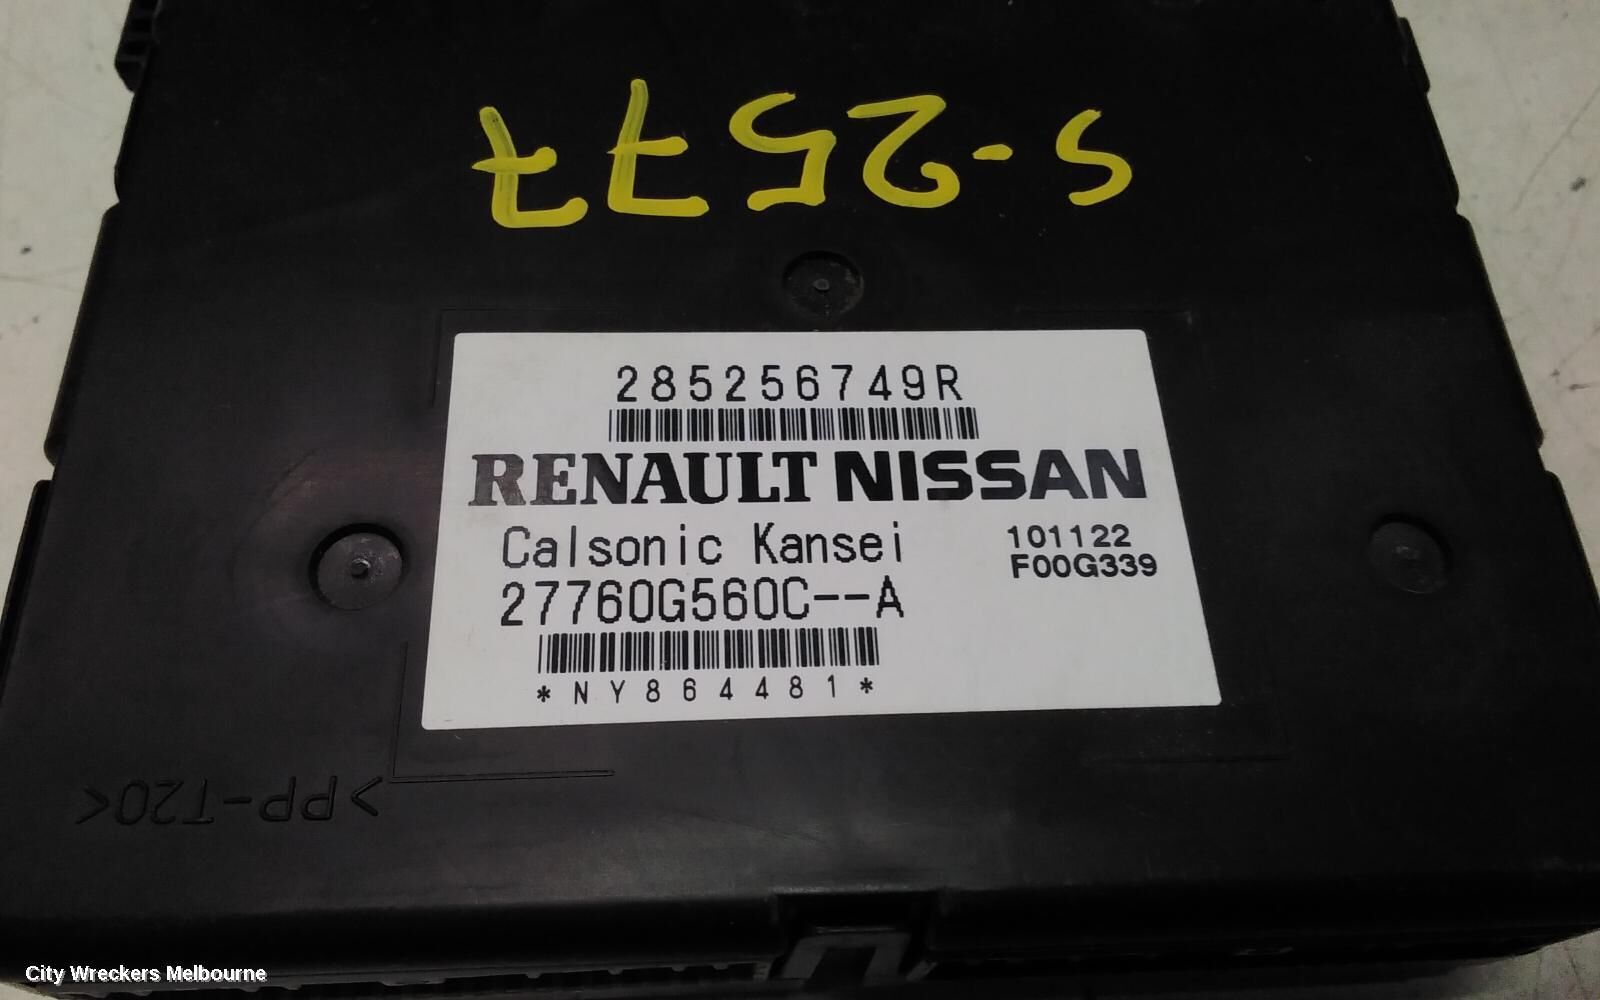 S-2577
285256749R
RENAULT NISSAN
Calsonic Kansei
101122
F00G339
27760G560C--A
*NY864481*
>PP-T20<
City Wreckers Melbourne